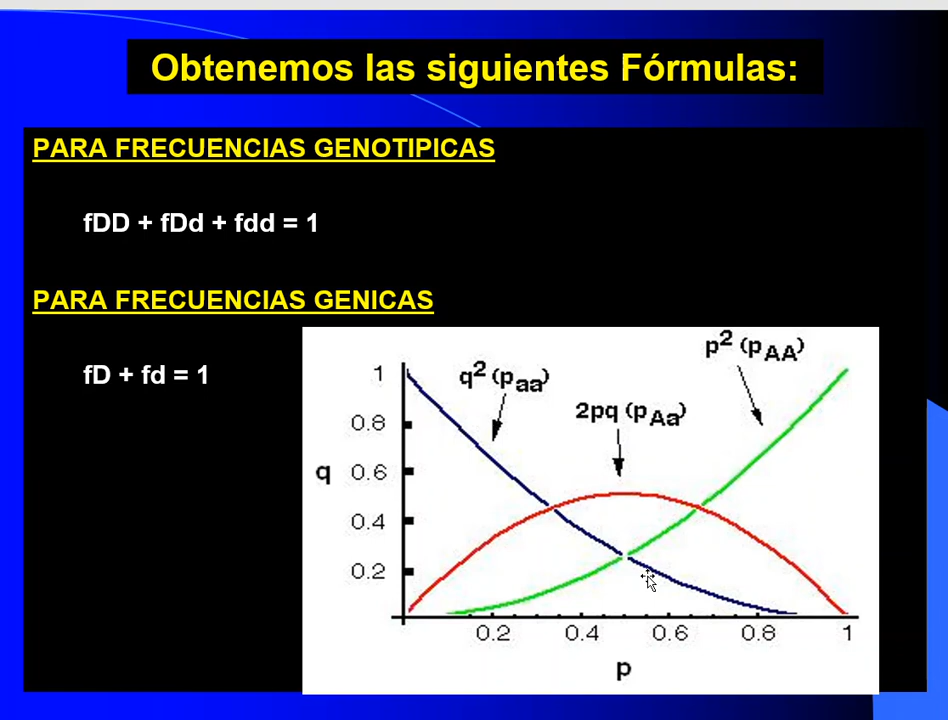 Obtenemos las siguientes Fórmulas:
PARA FRECUENCIAS GENOTIPICAS
fDD + fDd + fdd = 1
PARA FRECUENCIAS GENICAS
fD + fd = 1
p² (pAA)
q² (paa)
2pq (pAa)
1
0.8
q 0.6
0.4
0.2
0.2 0.4 0.6 0.8 1
p